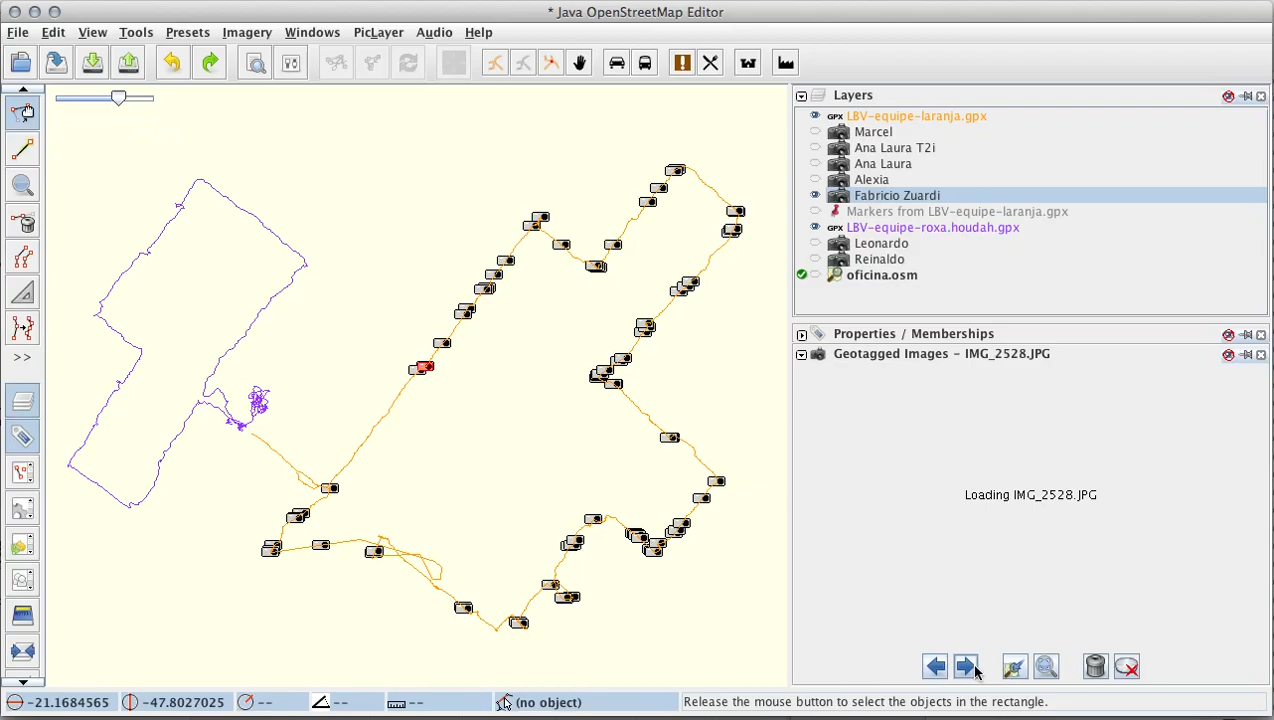 * Java OpenStreetMap Editor
File Edit View Tools Presets Imagery Windows PicLayer Audio Help
Layers
GPX LBV-equipe-laranja.gpx
Marcel
Ana Laura T2i
Ana Laura
Alexia
Fabricio Zuardi
Markers from LBV-equipe-laranja.gpx
GPX LBV-equipe-roxa.houdah.gpx
Leonardo
Reinaldo
oficina.osm
Properties / Memberships
Geotagged Images - IMG_2528.JPG
Loading IMG_2528.JPG
>>
-21.1684565 -47.8027025 -- -- -- (no object) Release the mouse button to select the objects in the rectangle.